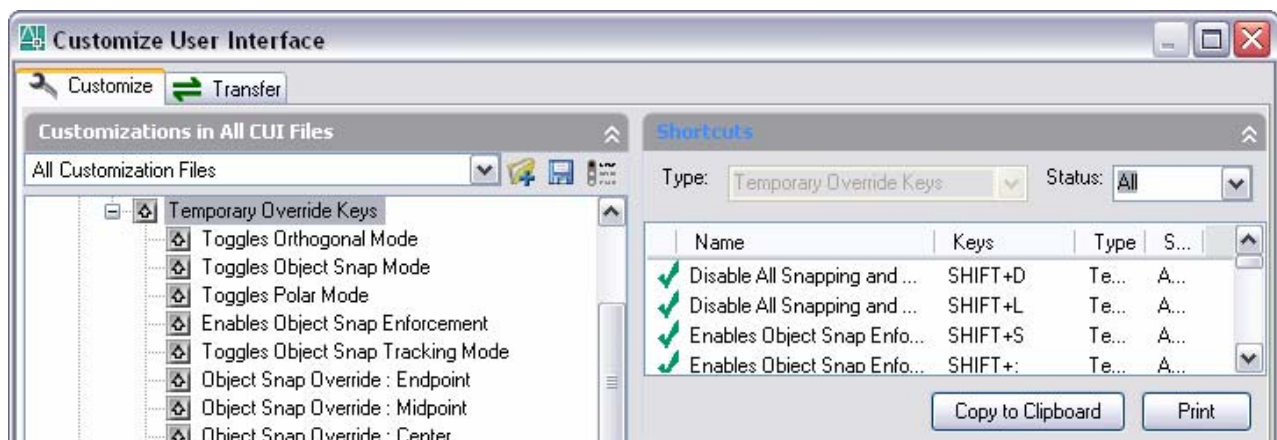 Customize User Interface
Customize
Transfer
Customizations in All CUI Files
All Customization Files
Temporary Override Keys
Toggles Orthogonal Mode
Toggles Object Snap Mode
Toggles Polar Mode
Enables Object Snap Enforcement
Toggles Object Snap Tracking Mode
Object Snap Override : Endpoint
Object Snap Override : Midpoint
Object Snap Override : Center
Shortcuts
Type: Temporary Override Keys Status: All
Name Keys Type S...
Disable All Snapping and ... SHIFT+D Te... A...
Disable All Snapping and ... SHIFT+L Te... A...
Enables Object Snap Enfo... SHIFT+S Te... A...
Enables Object Snap Enfo... SHIFT+: Te... A...
Copy to Clipboard Print